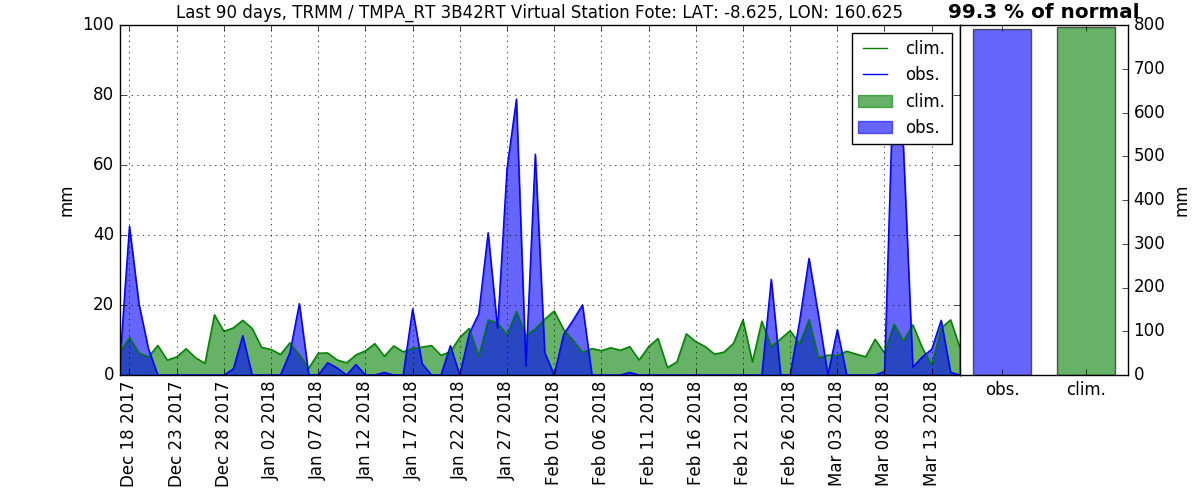 Last 90 days, TRMM / TMPA_RT 3B42RT Virtual Station Fote: LAT: -8.625, LON: 160.625
99.3 % of normal
100
80
60
40
20
0
mm
clim.
obs.
clim.
obs.
800
700
600
500
400
300
200
100
0
mm
obs.
clim.
Dec 18 2017
Dec 23 2017
Dec 28 2017
Jan 02 2018
Jan 07 2018
Jan 12 2018
Jan 17 2018
Jan 22 2018
Jan 27 2018
Feb 01 2018
Feb 06 2018
Feb 11 2018
Feb 16 2018
Feb 21 2018
Feb 26 2018
Mar 03 2018
Mar 08 2018
Mar 13 2018